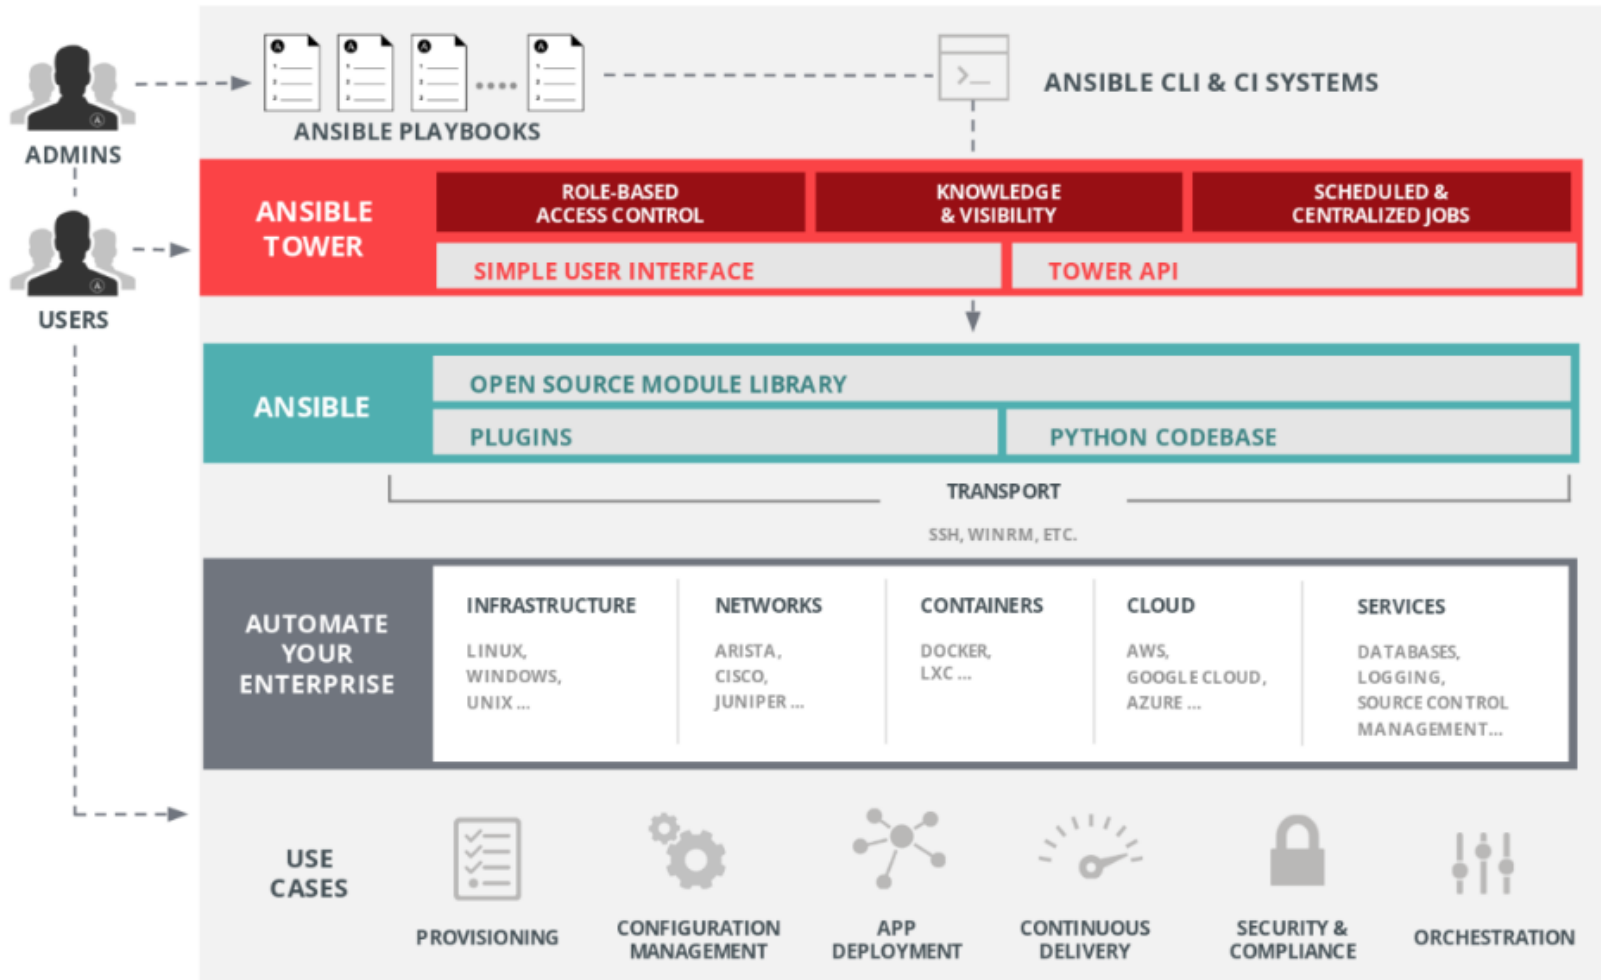 ADMINS
USERS
ANSIBLE PLAYBOOKS
ANSIBLE CLI & CI SYSTEMS
ANSIBLE
TOWER
ROLE-BASED
ACCESS CONTROL
KNOWLEDGE
& VISIBILITY
SCHEDULED &
CENTRALIZED JOBS
SIMPLE USER INTERFACE
TOWER API
ANSIBLE
OPEN SOURCE MODULE LIBRARY
PLUGINS
PYTHON CODEBASE
TRANSPORT
SSH, WINRM, ETC.
AUTOMATE
YOUR
ENTERPRISE
INFRASTRUCTURE
LINUX,
WINDOWS,
UNIX ...
NETWORKS
ARISTA,
CISCO,
JUNIPER ...
CONTAINERS
DOCKER,
LXC ...
CLOUD
AWS,
GOOGLE CLOUD,
AZURE ...
SERVICES
DATABASES,
LOGGING,
SOURCE CONTROL
MANAGEMENT...
USE
CASES
PROVISIONING
CONFIGURATION
MANAGEMENT
APP
DEPLOYMENT
CONTINUOUS
DELIVERY
SECURITY &
COMPLIANCE
ORCHESTRATION